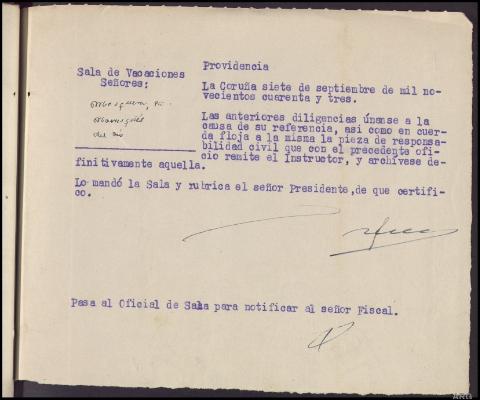 Sala de Vacaciones
Señores:
del rio
Providencia
La Coruña siete de septiembre de mil no-
vecientos cuarenta y tres.
Las anteriores diligencias únanse a la
causa de su referencia, asi como en cuer-
da floja a la misma la pieza de responsa-
bilidad civil que con el precedente ofi-
cio remite el Instructor, y archívese de-
finitivamente aquella.
Lo mandó la Sala y rubrica el señor Presidente, de que certifi-
co.
Pasa al Oficial de Sala para notificar al señor Fiscal.